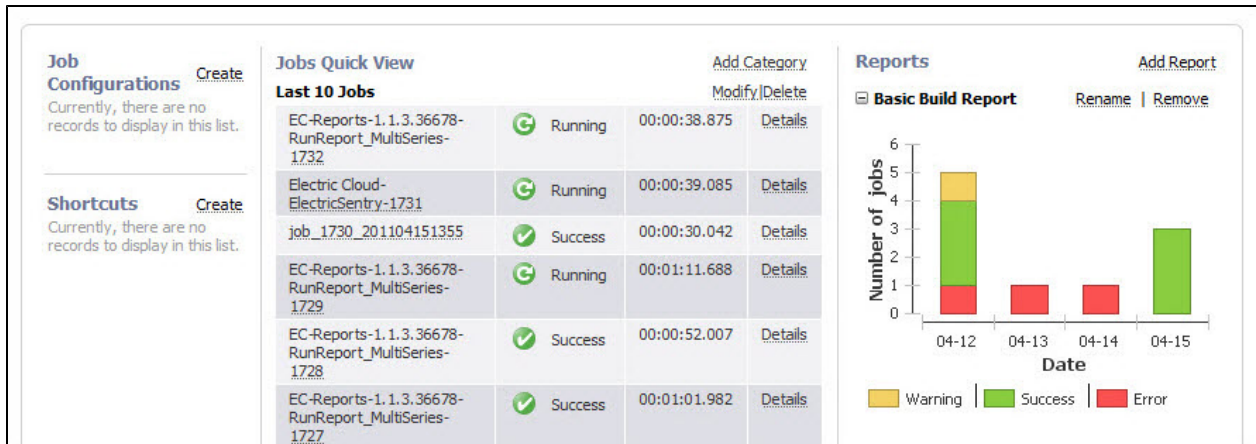 Job
Configurations Create
Currently, there are no
records to display in this list.
Shortcuts Create
Currently, there are no
records to display in this list.
Jobs Quick View Add Category
Last 10 Jobs Modify|Delete
EC-Reports-1.1.3.36678-
RunReport_MultiSeries-
1732
Running 00:00:38.875 Details
Electric Cloud-
ElectricSentry-1731
Running 00:00:39.085 Details
job_1730_201104151355 Success 00:00:30.042 Details
EC-Reports-1.1.3.36678-
RunReport_MultiSeries-
1729
Running 00:01:11.688 Details
EC-Reports-1.1.3.36678-
RunReport_MultiSeries-
1728
Success 00:00:52.007 Details
EC-Reports-1.1.3.36678-
RunReport_MultiSeries-
1727
Success 00:01:01.982 Details
Reports Add Report
Basic Build Report Rename | Remove
Number of jobs
6
5
4
3
2
1
0
04-12 04-13 04-14 04-15
Date
Warning Success Error